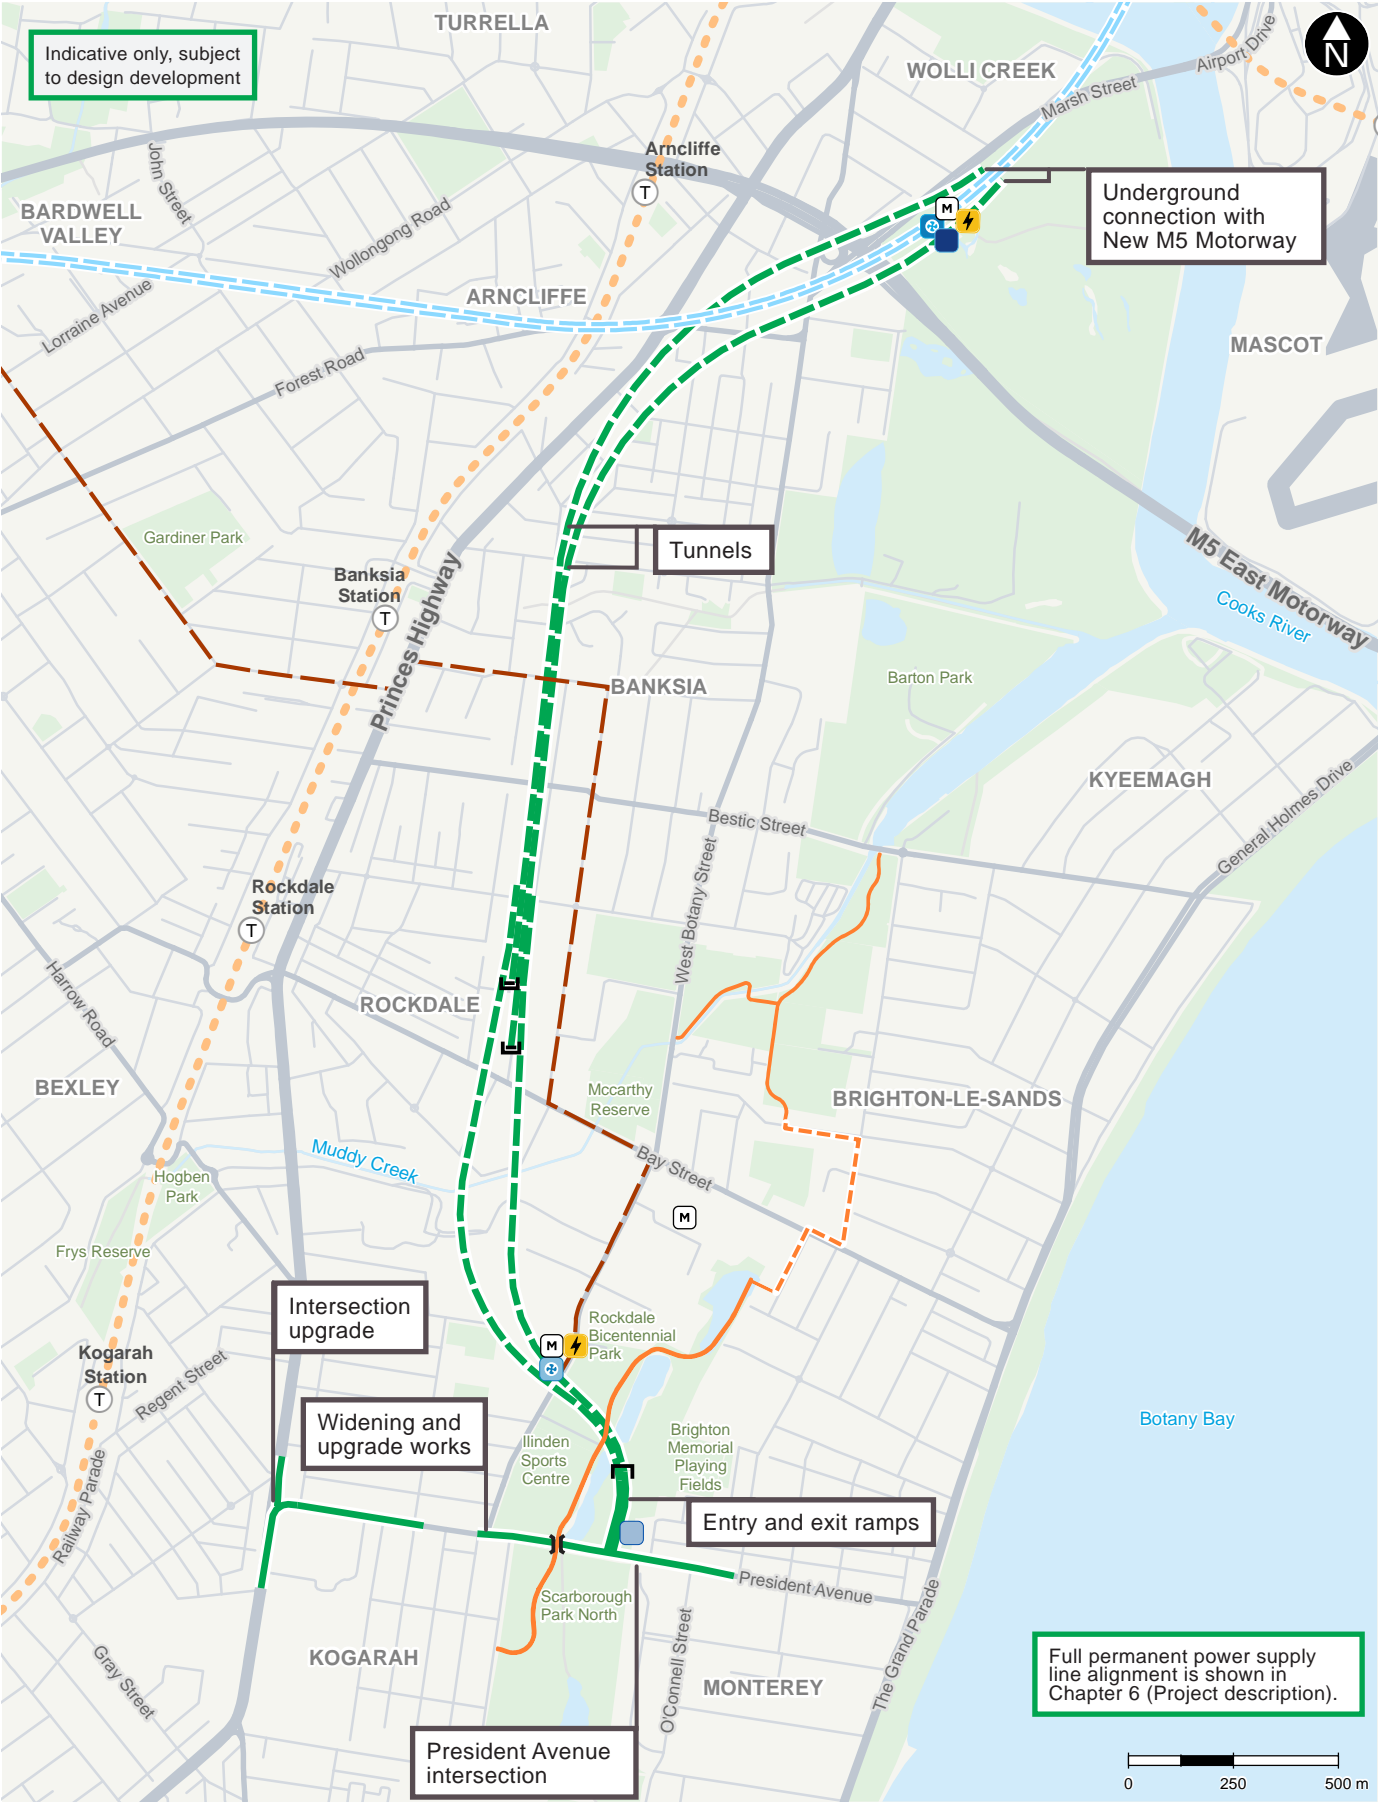 TURRELLA
Indicative only, subject
to design development
WOLLI CREEK
Airport Drive
N
Marsh Street
Arncliffe
Station
T
John Street
BARDWELL
VALLEY
Wollongong Road
Underground
connection with
New M5 Motorway
M
ARNCLIFFE
Lorraine Avenue
Forest Road
MASCOT
Gardiner Park
Tunnels
M5 East Motorway
Banksia
Station
T
Princes Highway
Cooks River
BANKSIA
Barton Park
KYEEMAGH
General Holmes Drive
Bestic Street
West Botany Street
Rockdale
Station
T
Harrow Road
ROCKDALE
BEXLEY
Mccarthy
Reserve
BRIGHTON-LE-SANDS
Muddy Creek
Bay Street
Hogben
Park
M
Frys Reserve
Intersection
upgrade
Rockdale
Bicentennial
Park
M
Kogarah
Station
T
Regent Street
Widening and
upgrade works
Botany Bay
Ilinden
Sports
Centre
Brighton
Memorial
Playing
Fields
Railway Parade
Entry and exit ramps
President Avenue
Scarborough
Park North
The Grand Parade
O'Connell Street
KOGARAH
Gray Street
MONTEREY
Full permanent power supply
line alignment is shown in
Chapter 6 (Project description).
President Avenue
intersection
0 250 500 m